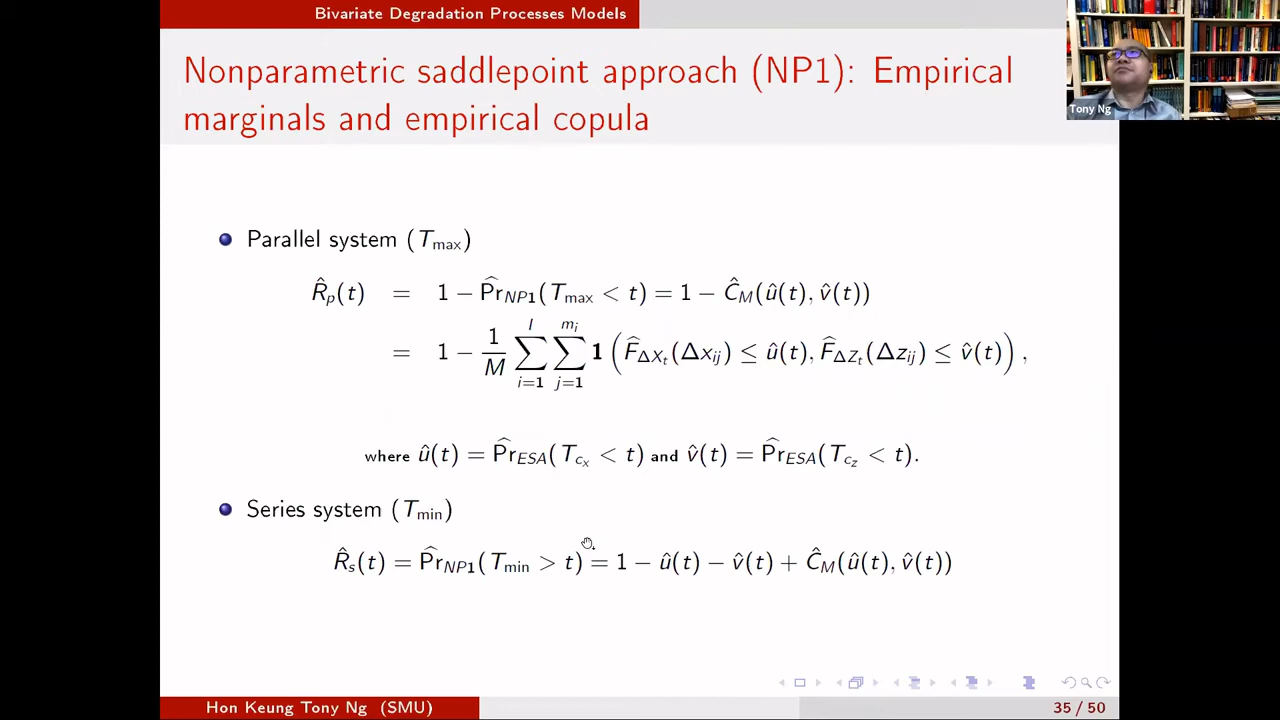 Bivariate Degradation Processes Models
Nonparametric saddlepoint approach (NP1): Empirical
marginals and empirical copula
Tony Ng
Parallel system (T_max)
R̂_p(t) = 1 − P̂r_NP1(T_max < t) = 1 − Ĉ_M(û(t), v̂(t))
= 1 − 1/M ∑_{i=1}^{I} ∑_{j=1}^{m_i} 1 (F̂_{ΔX_t}(Δx_ij) ≤ û(t), F̂_{ΔZ_t}(Δz_ij) ≤ v̂(t)) ,
where û(t) = P̂r_ESA(T_{c_x} < t) and v̂(t) = P̂r_ESA(T_{c_z} < t).
Series system (T_min)
R̂_s(t) = P̂r_NP1(T_min > t) = 1 − û(t) − v̂(t) + Ĉ_M(û(t), v̂(t))
Hon Keung Tony Ng (SMU)
35 / 50